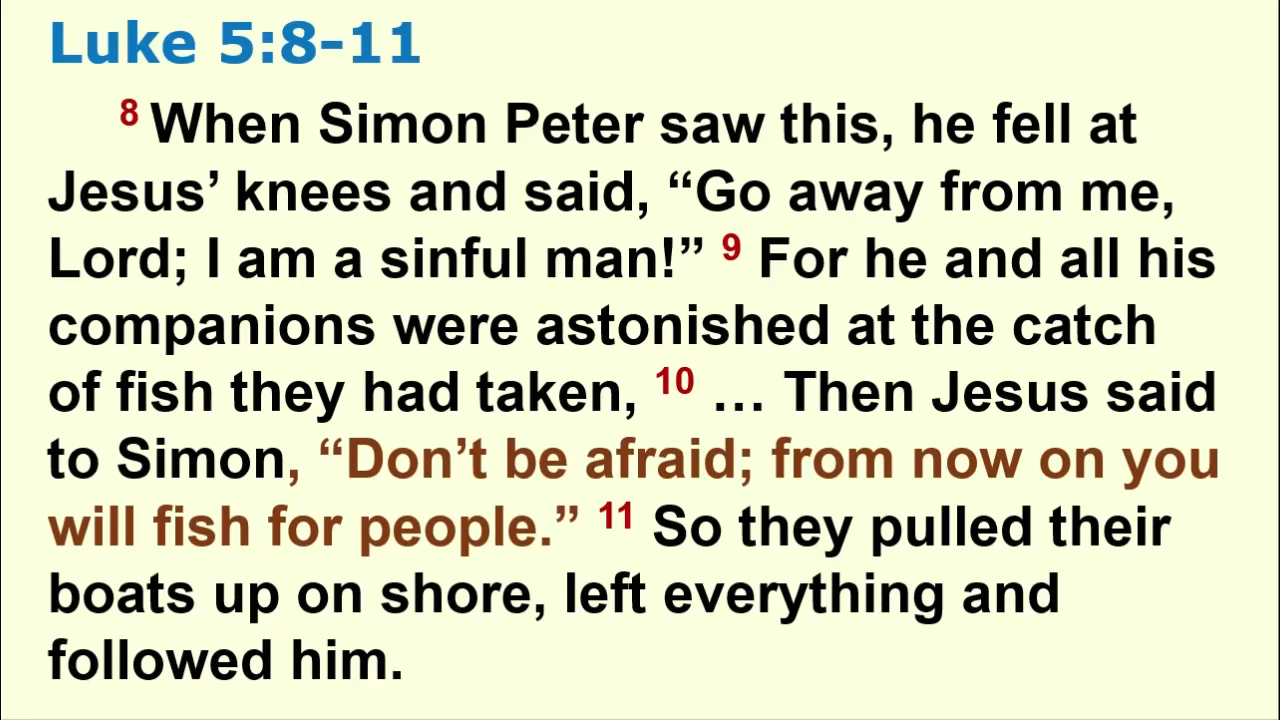 Luke 5:8-11
8 When Simon Peter saw this, he fell at
Jesus’ knees and said, “Go away from me,
Lord; I am a sinful man!” 9 For he and all his
companions were astonished at the catch
of fish they had taken, 10 … Then Jesus said
to Simon, “Don’t be afraid; from now on you
will fish for people.” 11 So they pulled their
boats up on shore, left everything and
followed him.